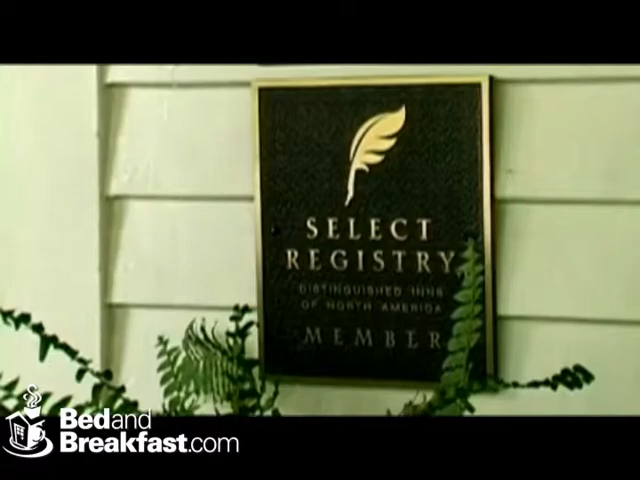 SELECT
REGISTRY
DISTINGUISHED INNS
OF NORTH AMERICA
MEMBER
Bedand
Breakfast.com